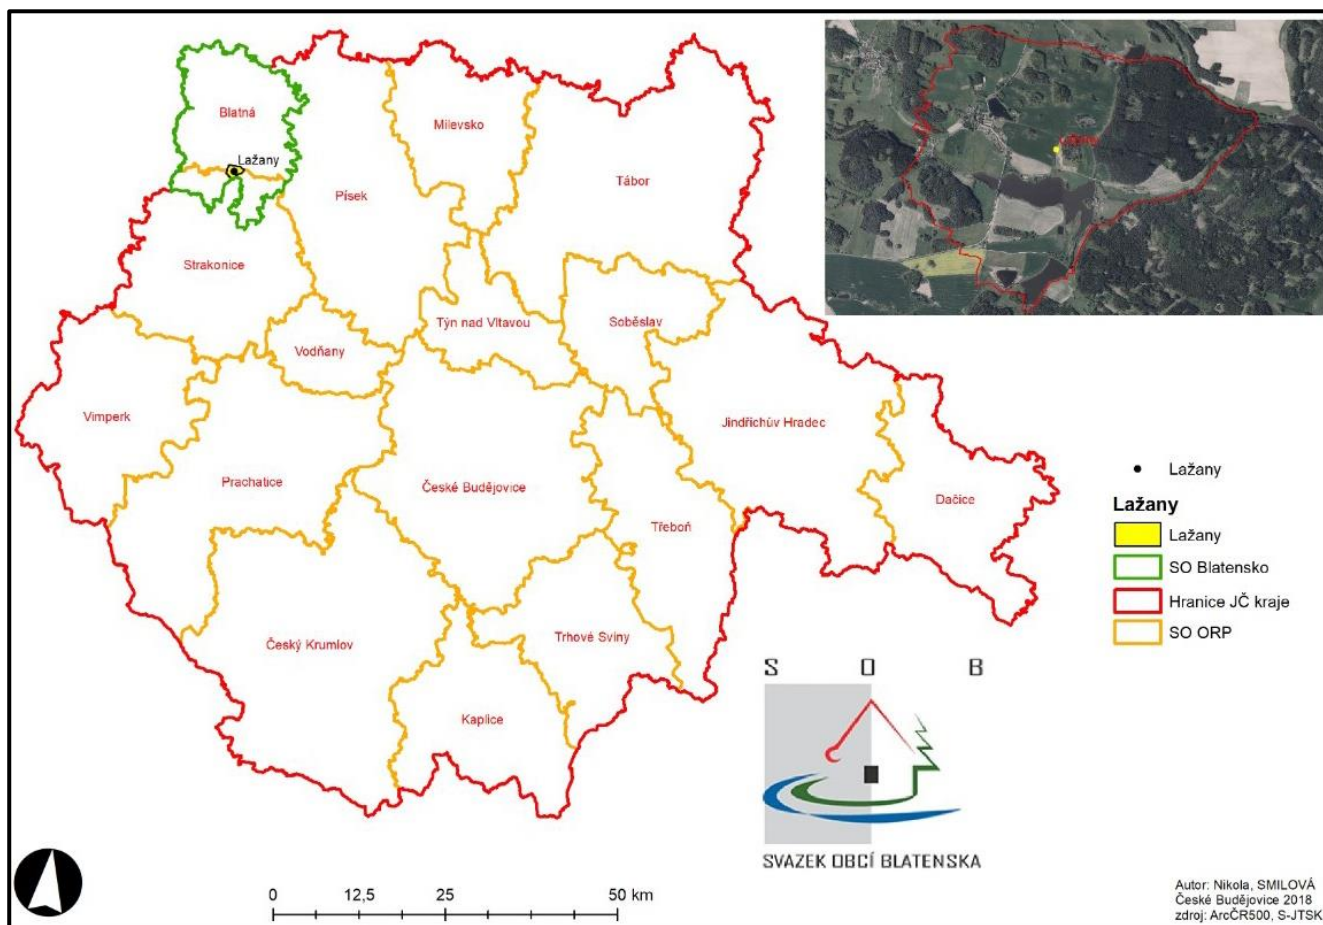 Blatná
Lažany
Milevsko
Tábor
Písek
Strakonice
Týn nad Vltavou
Soběslav
Vodňany
Vimperk
Jindřichův Hradec
Prachatice
České Budějovice
Dačice
Třeboň
Český Krumlov
Trhové Sviny
Kaplice
Lažany
Lažany
Lažany
SO Blatensko
Hranice JČ kraje
SO ORP
S O B
SVAZEK OBCÍ BLATENSKA
0 12,5 25 50 km
Autor: Nikola, SMILOVÁ
České Budějovice 2018
zdroj: ArcČR500, S-JTSK